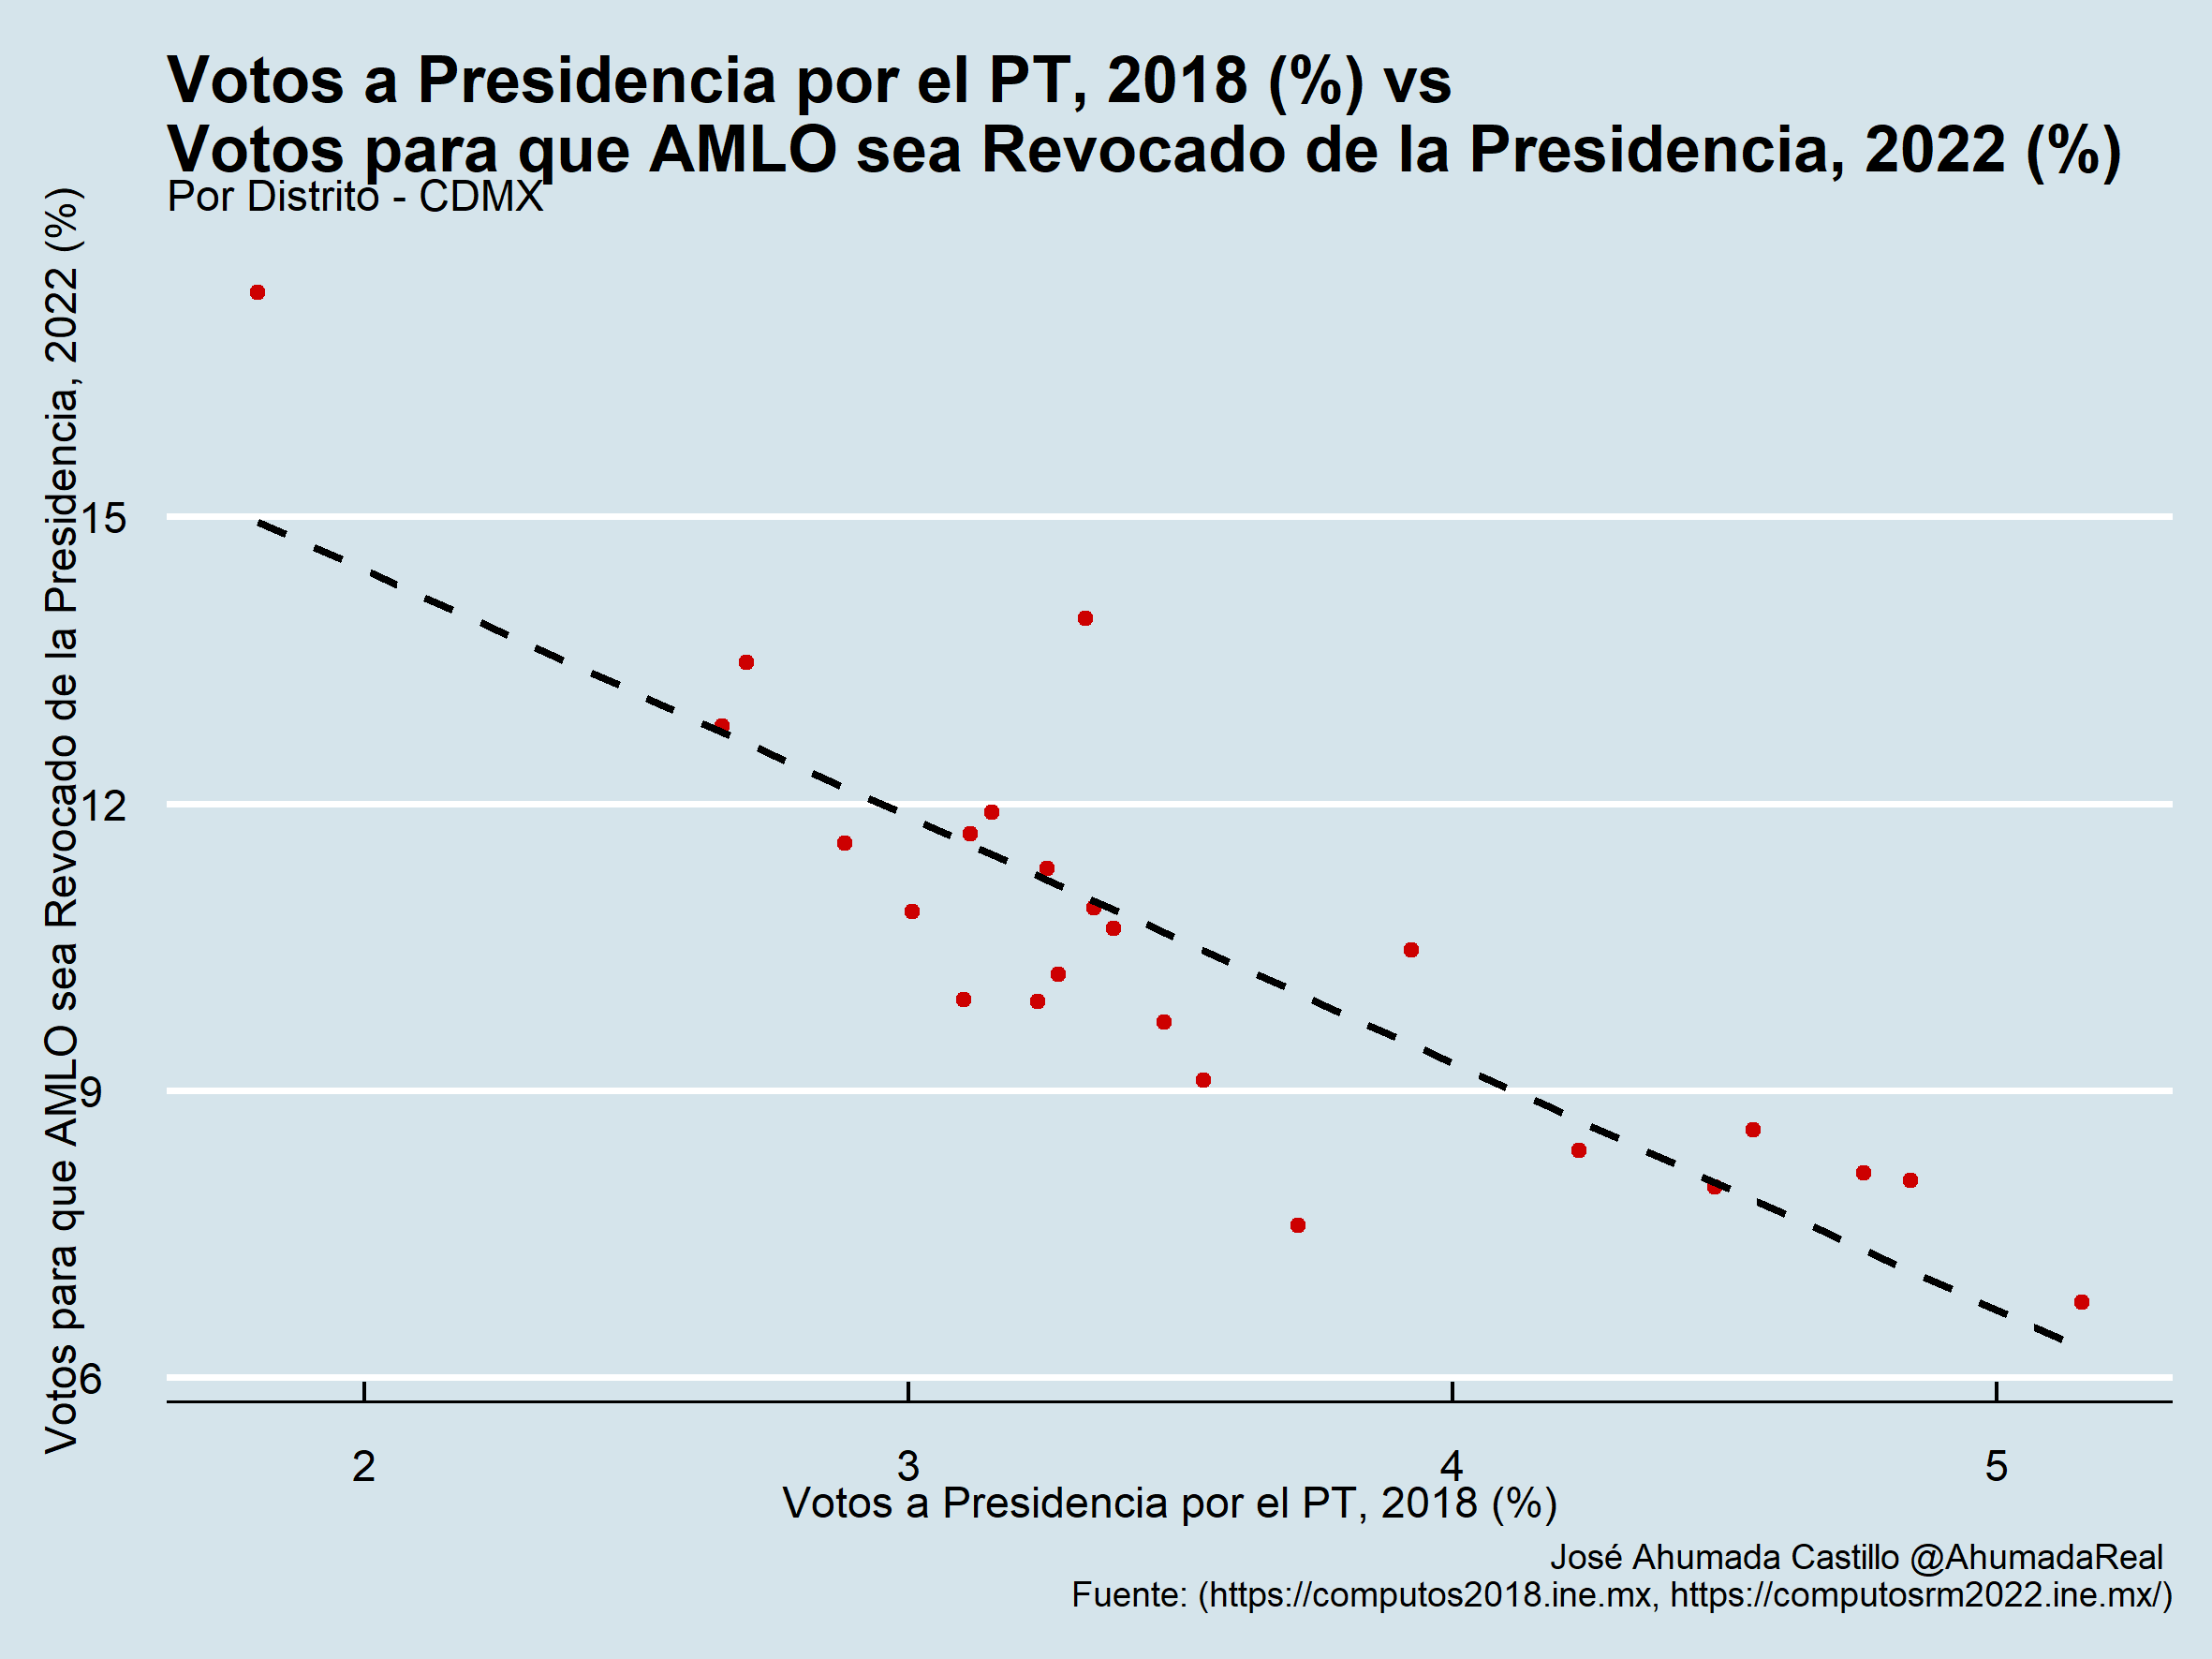 Votos a Presidencia por el PT, 2018 (%) vs
Votos para que AMLO sea Revocado de la Presidencia, 2022 (%)
Por Distrito - CDMX
Votos para que AMLO sea Revocado de la Presidencia, 2022 (%)
15
12
9
6
2 3 4 5
Votos a Presidencia por el PT, 2018 (%)
José Ahumada Castillo @AhumadaReal
Fuente: (https://computos2018.ine.mx, https://computosrm2022.ine.mx/)